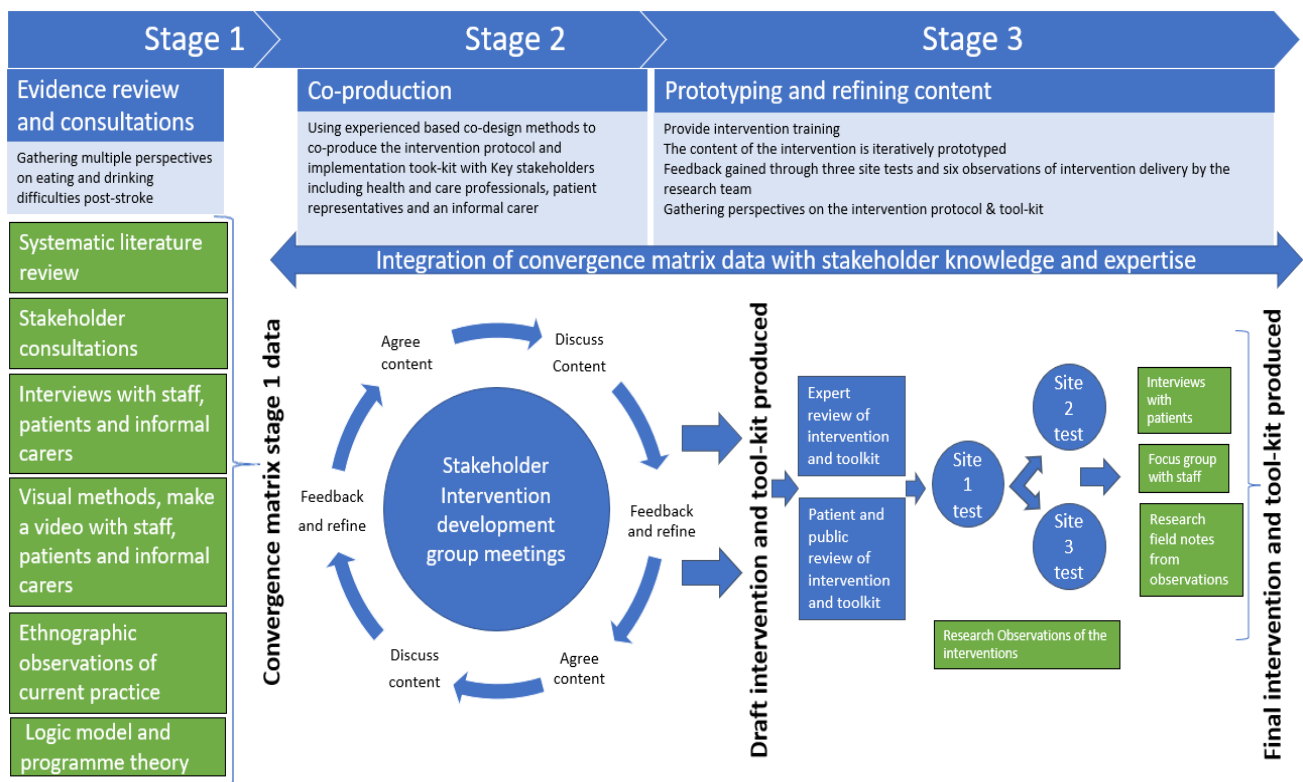 Stage 1
Stage 2
Stage 3
Evidence review
and consultations
Gathering multiple perspectives
on eating and drinking
difficulties post-stroke
Co-production
Using experienced based co-design methods to
co-produce the intervention protocol and
implementation took-kit with Key stakeholders
including health and care professionals, patient
representatives and an informal carer
Prototyping and refining content
Provide intervention training
The content of the intervention is iteratively prototyped
Feedback gained through three site tests and six observations of intervention delivery by the
research team
Gathering perspectives on the intervention protocol & tool-kit
Integration of convergence matrix data with stakeholder knowledge and expertise
Systematic literature
review
Stakeholder
consultations
Interviews with staff,
patients and informal
carers
Visual methods, make
a video with staff,
patients and informal
carers
Ethnographic
observations of
current practice
Logic model and
programme theory
Convergence matrix stage 1 data
Agree
content
Discuss
Content
Feedback
and refine
Agree
content
Discuss
content
Feedback
and refine
Stakeholder
Intervention
development
group meetings
Draft intervention and tool-kit produced
Expert
review of
intervention
and toolkit
Patient and
public
review of
intervention
and toolkit
Site
1
test
Site
2
test
Site
3
test
Interviews
with
patients
Focus group
with staff
Research
field notes
from
observations
Research Observations of the
interventions
Final intervention and tool-kit produced